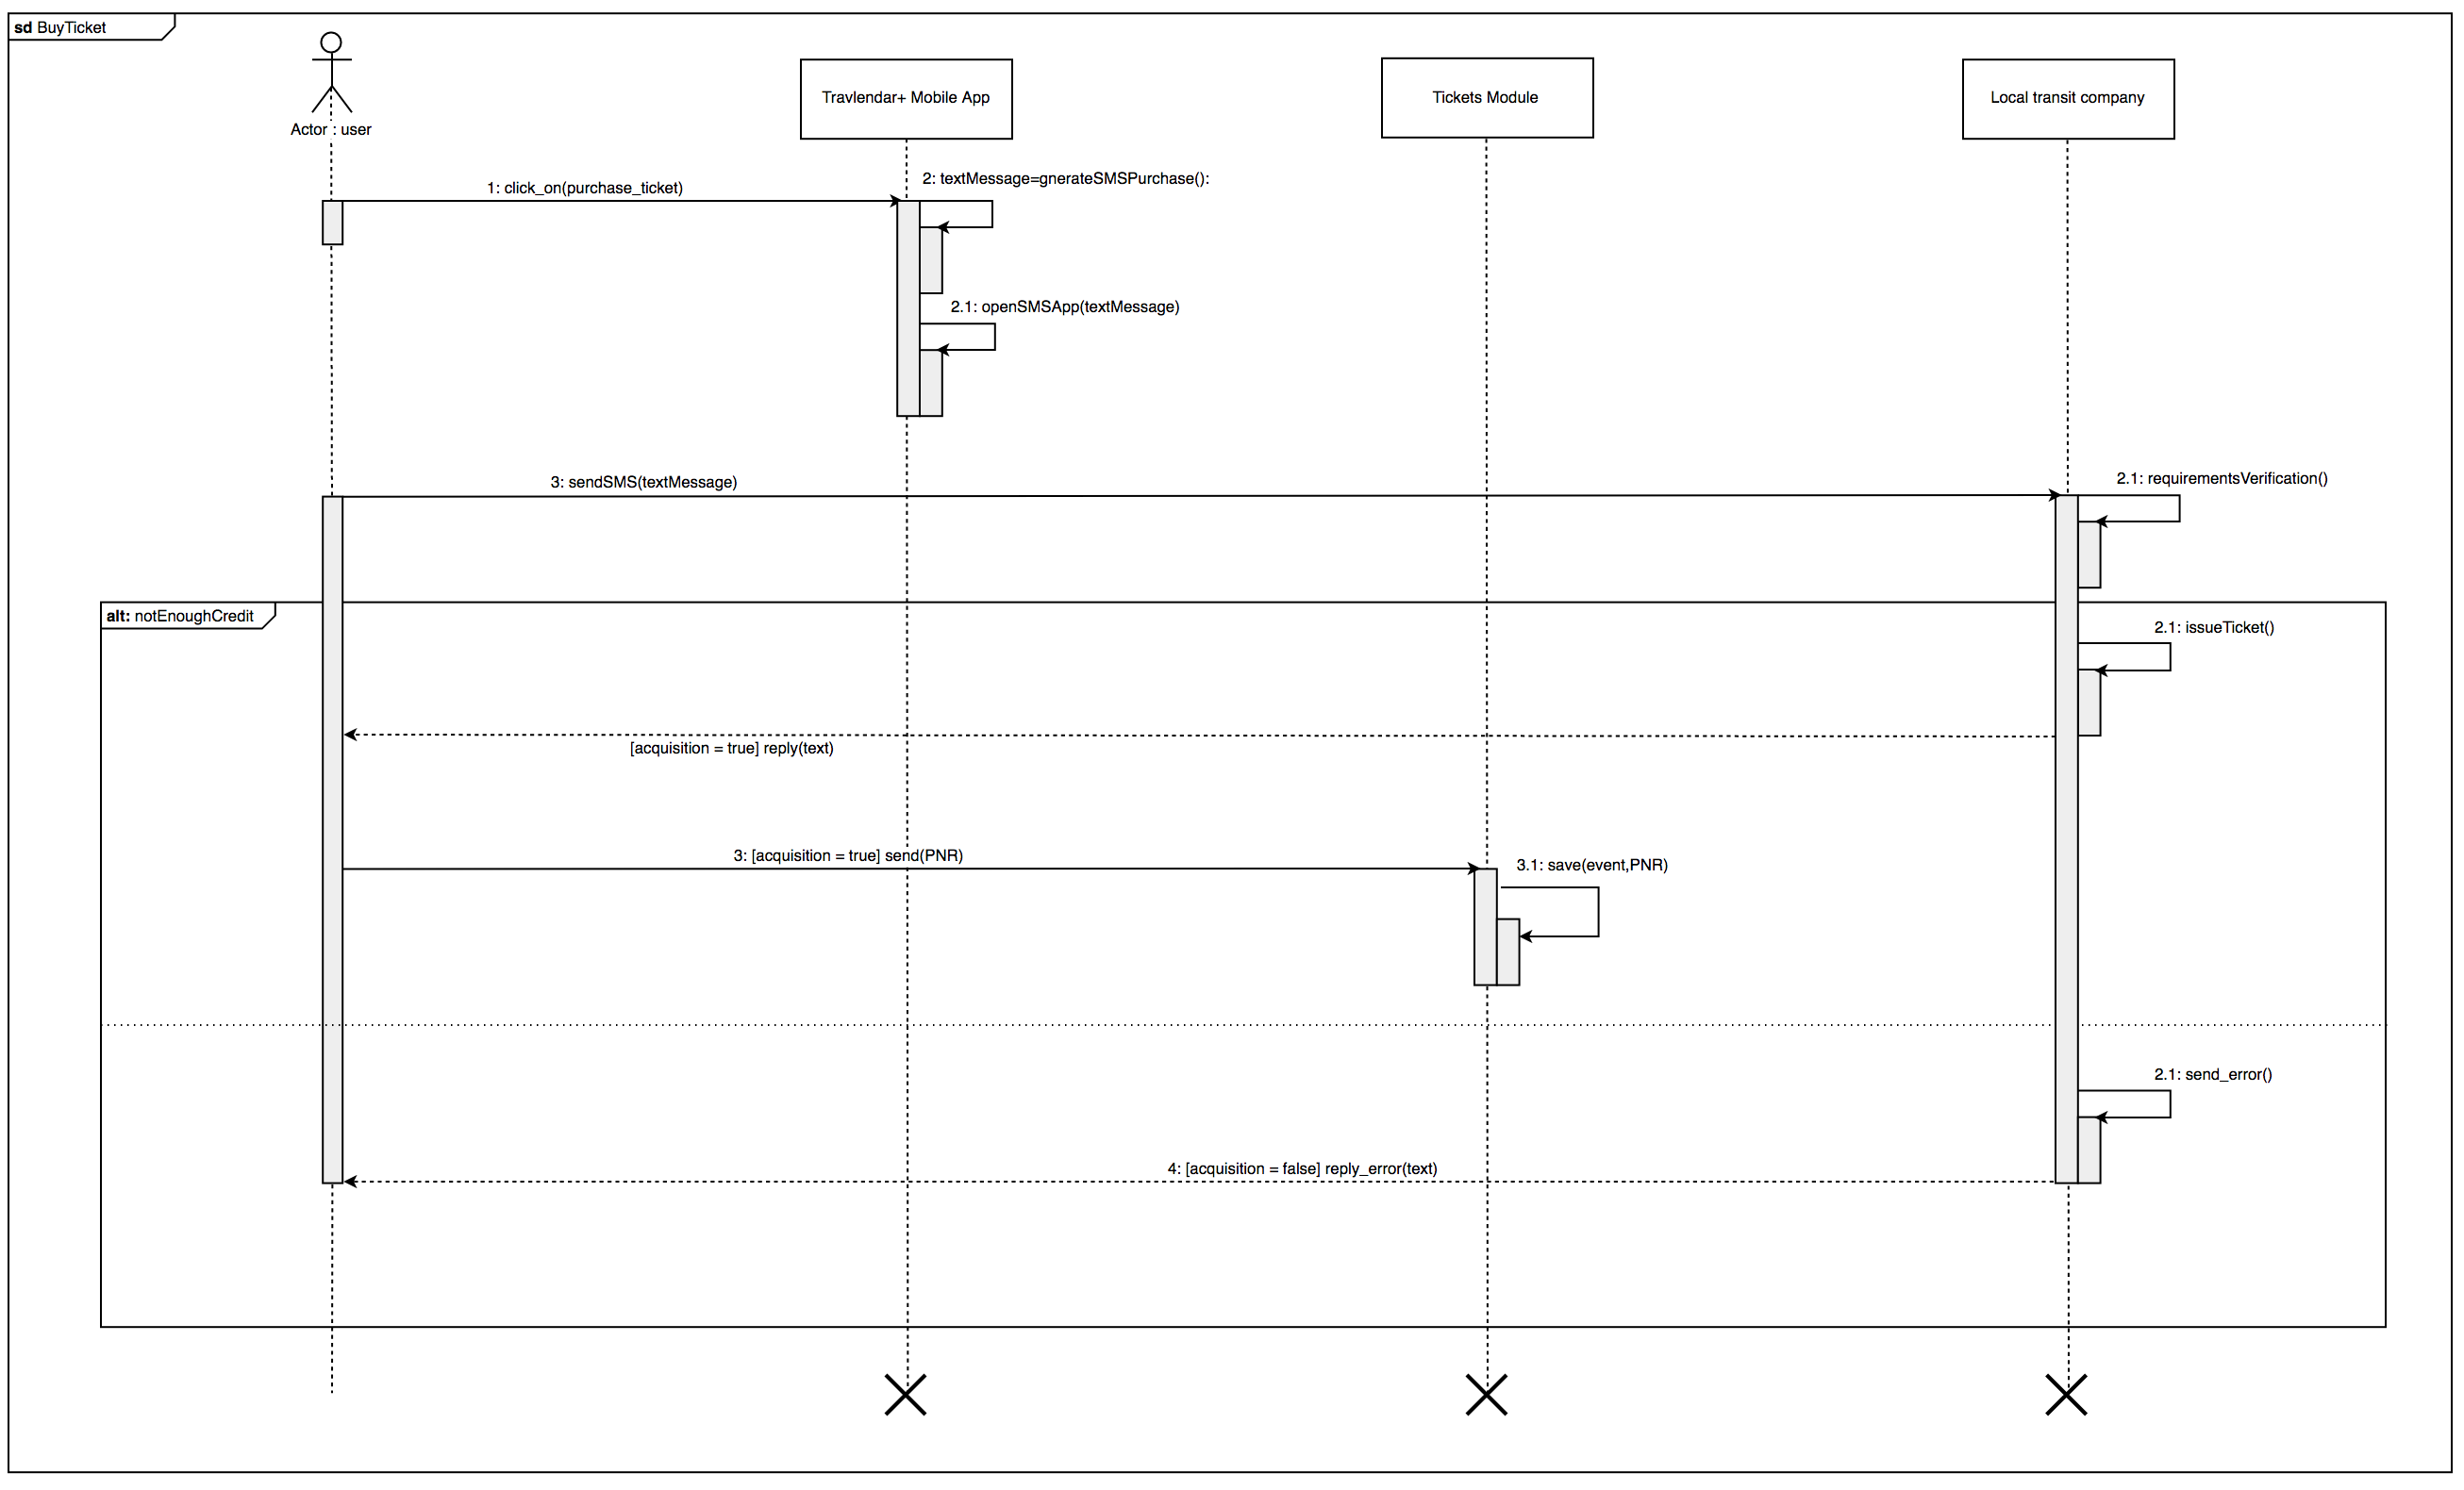 sd BuyTicket
Actor : user
Travlendar+ Mobile App
Tickets Module
Local transit company
1: click_on(purchase_ticket)
2: textMessage=gnerateSMSPurchase():
2.1: openSMSApp(textMessage)
3: sendSMS(textMessage)
2.1: requirementsVerification()
alt: notEnoughCredit
2.1: issueTicket()
[acquisition = true] reply(text)
3: [acquisition = true] send(PNR)
3.1: save(event,PNR)
2.1: send_error()
4: [acquisition = false] reply_error(text)